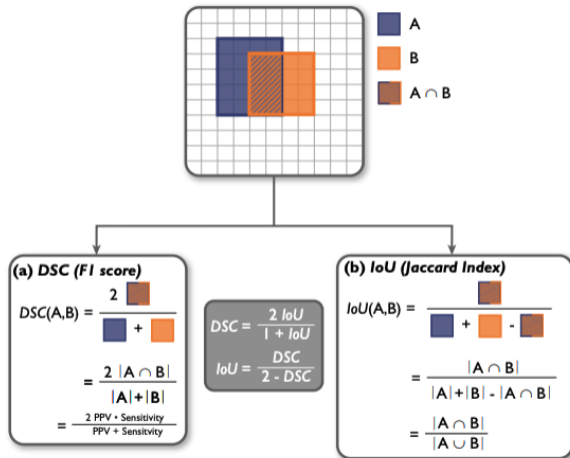 A
B
A ∩ B
(a) DSC (F1 score)
DSC(A,B) = 2 / +
= 2 |A ∩ B| / |A|+|B|
= 2 PPV • Sensitivity / PPV + Sensitivity
DSC = 2 IoU / 1 + IoU
IoU = DSC / 2 - DSC
(b) IoU (Jaccard Index)
IoU(A,B) = / + -
= |A ∩ B| / |A|+|B| - |A ∩ B|
= |A ∩ B| / |A ∪ B|